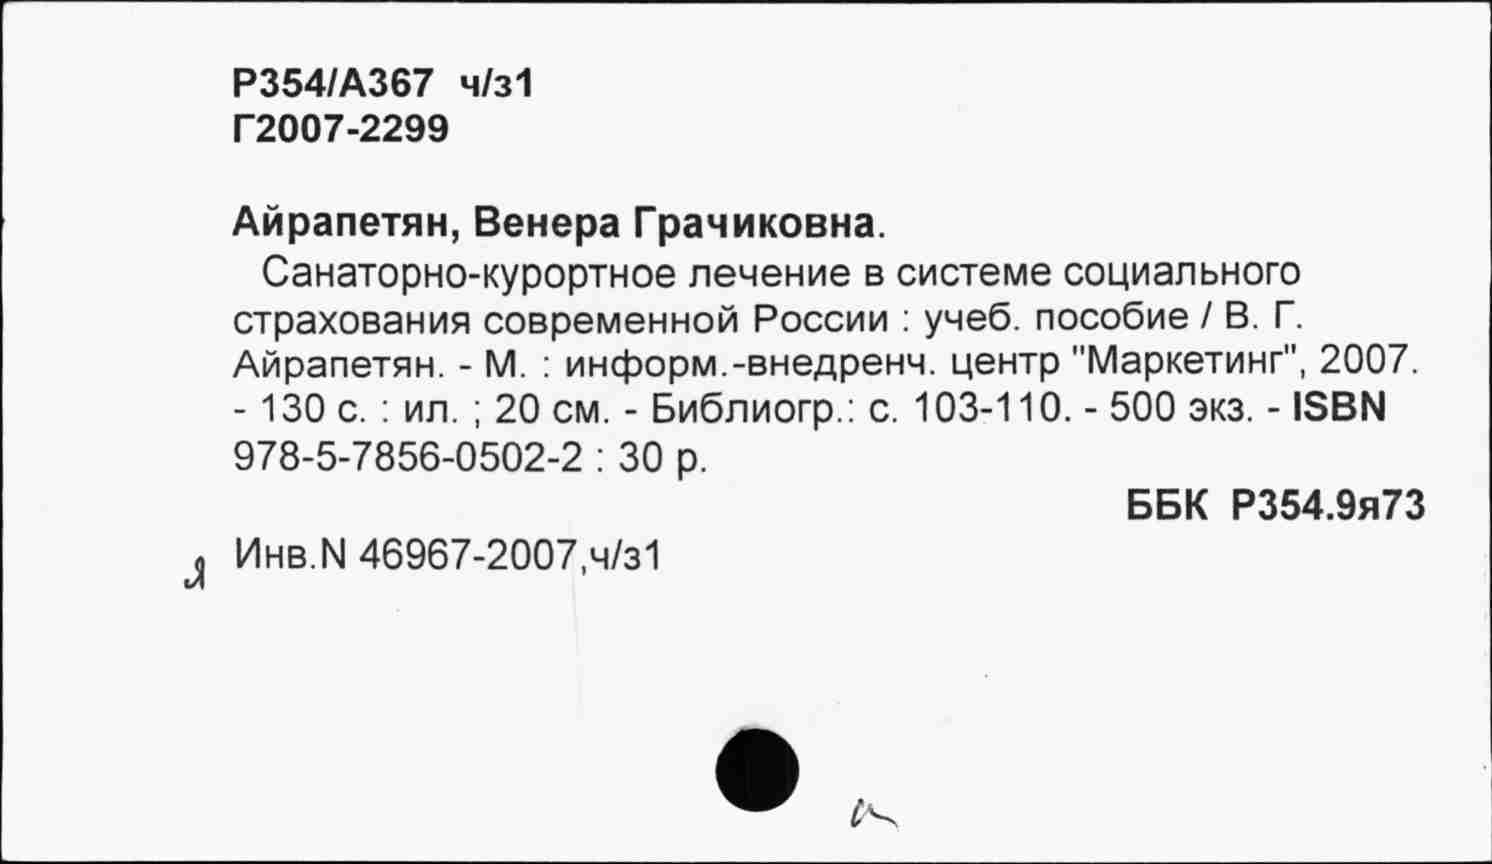 Р354/А367 ч/з1
Г2007-2299
Айрапетян, Венера Грачиковна.
Санаторно-курортное лечение в системе социального
страхования современной России : учеб. пособие / В. Г.
Айрапетян. - М. : информ.-внедренч. центр "Маркетинг", 2007.
- 130 с. : ил. ; 20 см. - Библиогр.: с. 103-110. - 500 экз. - ISBN
978-5-7856-0502-2 : 30 р.
ББК Р354.9я73
Я Инв.N 46967-2007,ч/з1